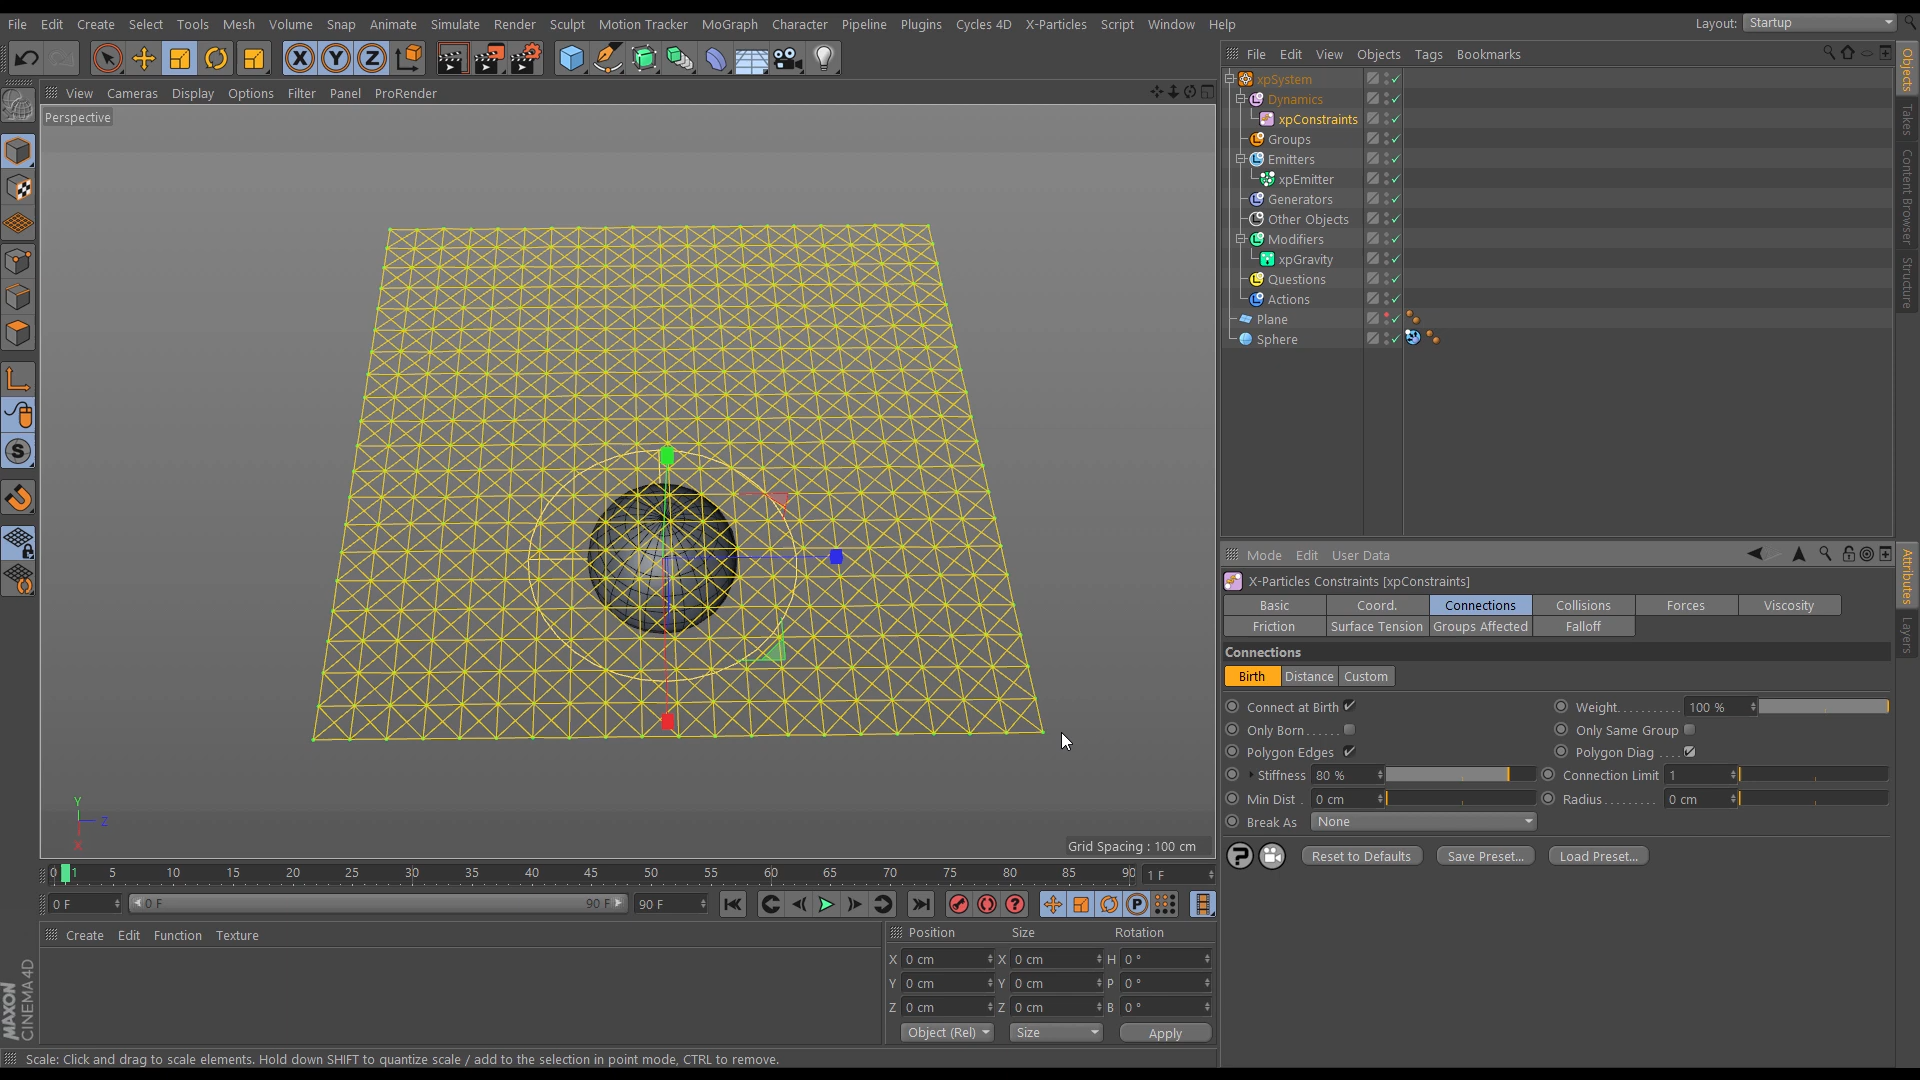 File Edit Create Select Tools Mesh Volume Snap Animate Simulate Render Sculpt Motion Tracker MoGraph Character Pipeline Plugins Cycles 4D X-Particles Script Window Help Layout: Startup
X Y Z
File Edit View Objects Tags Bookmarks
View Cameras Display Options Filter Panel ProRender
Perspective
xpSystem
Dynamics
xpConstraints
Groups
Emitters
xpEmitter
Generators
Other Objects
Modifiers
xpGravity
Questions
Actions
Plane
Sphere
Objects
Takes
Content Browser
Structure
Attributes
Layers
Mode Edit User Data
X-Particles Constraints [xpConstraints]
Basic Coord. Connections Collisions Forces Viscosity
Friction Surface Tension Groups Affected Falloff
Connections
Birth Distance Custom
Connect at Birth Weight........... 100 %
Only Born...... Only Same Group
Polygon Edges Polygon Diag ....
Stiffness 80 % Connection Limit 1
Min Dist . 0 cm Radius......... 0 cm
Break As None
Reset to Defaults Save Preset... Load Preset...
Y
Z
X
Grid Spacing : 100 cm
0 1 5 10 15 20 25 30 35 40 45 50 55 60 65 70 75 80 85 90 1 F
0 F 0 F 90 F 90 F
P
Create Edit Function Texture
Position Size Rotation
X 0 cm X 0 cm H 0 °
Y 0 cm Y 0 cm P 0 °
Z 0 cm Z 0 cm B 0 °
Object (Rel) Size Apply
MAXON
CINEMA 4D
Scale: Click and drag to scale elements. Hold down SHIFT to quantize scale / add to the selection in point mode, CTRL to remove.